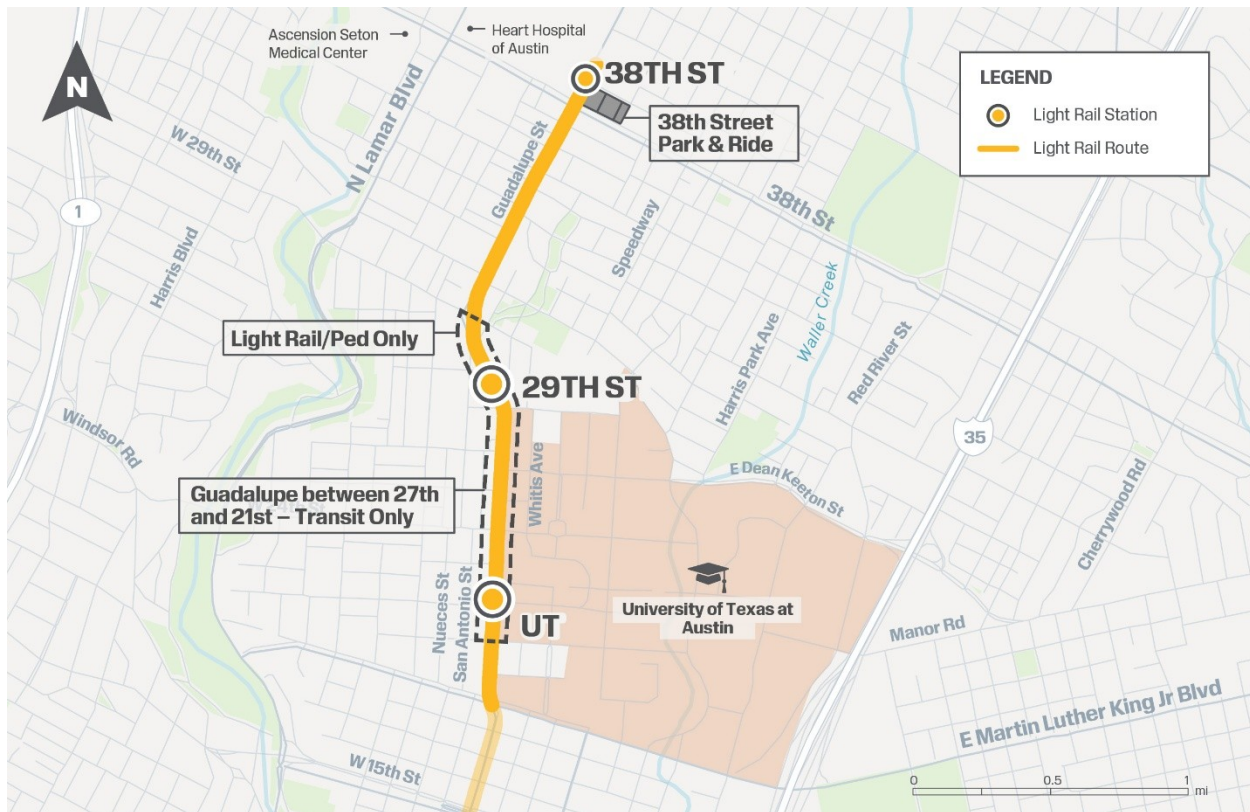 Ascension Seton
Medical Center
Heart Hospital
of Austin
N
38TH ST
LEGEND
Light Rail Station
Light Rail Route
38th Street
Park & Ride
W 29th St
N Lamar Blvd
Guadalupe St
38th St
1
Harris Blvd
Speedway
Waller Creek
Light Rail/Ped Only
29TH ST
Harris Park Ave
Red River St
35
Windsor Rd
Whitis Ave
E Dean Keeton St
Cherrywood Rd
Guadalupe between 27th
and 21st – Transit Only
Nueces St
San Antonio St
UT
University of Texas at
Austin
Manor Rd
E Martin Luther King Jr Blvd
W 15th St
0 0.5 1
mi